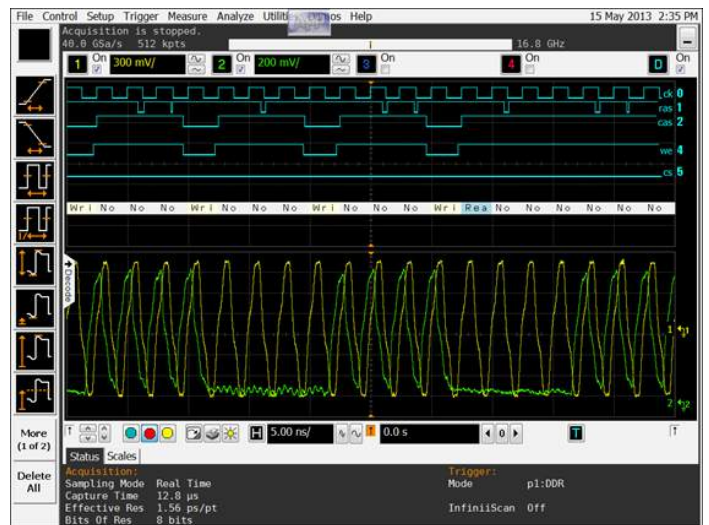 File Control Setup Trigger Measure Analyze Utilities Demos Help 15 May 2013 2:35 PM
Acquisition is stopped.
40.0 GSa/s 512 kpts 16.8 GHz
1 On 300 mV/ 2 On 200 mV/ 3 On 4 On D On
ck 0
ras 1
cas 2
we 4
cs 5
Wri No No No Wri No No No Wri No No No Wri Rea No No No No No No
Decode
1
2
More
(1 of 2)
Delete
All
H 5.00 ns/ 0.0 s 0 T
Status Scales
Acquisition: Trigger:
Sampling Mode Real Time Mode p1:DDR
Capture Time 12.8 µs
Effective Res 1.56 ps/pt InfiniiScan Off
Bits Of Res 8 bits